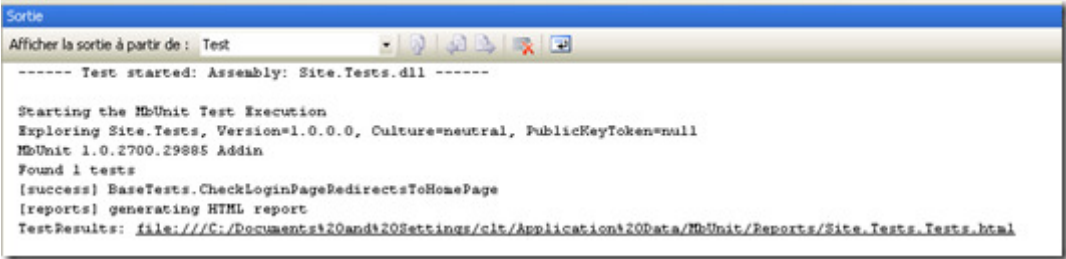 Sortie
Afficher la sortie à partir de : Test
------ Test started: Assembly: Site.Tests.dll ------
Starting the MbUnit Test Execution
Exploring Site.Tests, Version=1.0.0.0, Culture=neutral, PublicKeyToken=null
MbUnit 1.0.2700.29885 Addin
Found 1 tests
[success] BaseTests.CheckLoginPageRedirectsToHomePage
[reports] generating HTML report
TestResults: file:///C:/Documents%20and%20Settings/clt/Application%20Data/MbUnit/Reports/Site.Tests.Tests.html